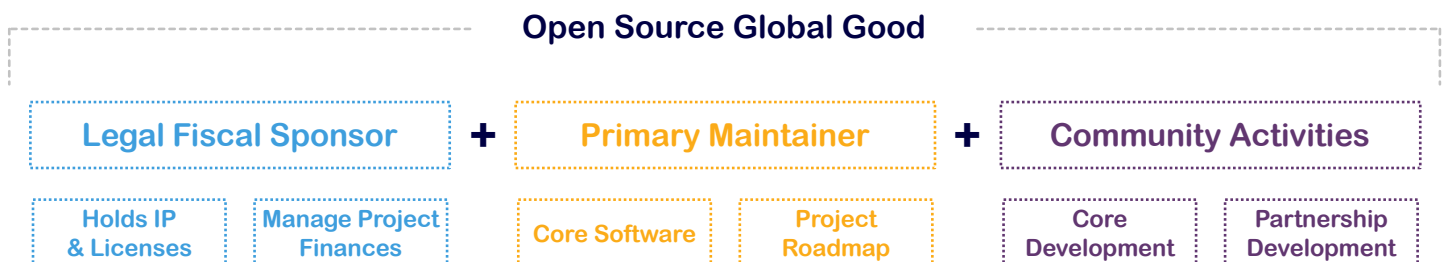 Open Source Global Good
Legal Fiscal Sponsor + Primary Maintainer + Community Activities
Holds IP
& Licenses
Manage Project
Finances
Core Software
Project
Roadmap
Core
Development
Partnership
Development